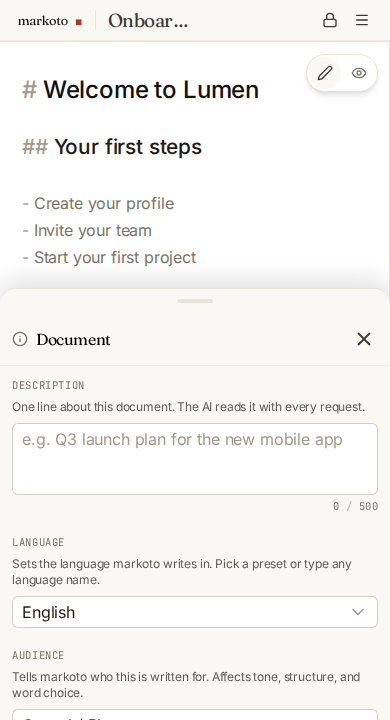 markoto
Onboar...
# Welcome to Lumen
## Your first steps
- Create your profile
- Invite your team
- Start your first project
Document
DESCRIPTION
One line about this document. The AI reads it with every request.
e.g. Q3 launch plan for the new mobile app
0 / 500
LANGUAGE
Sets the language markoto writes in. Pick a preset or type any
language name.
English
AUDIENCE
Tells markoto who this is written for. Affects tone, structure, and
word choice.